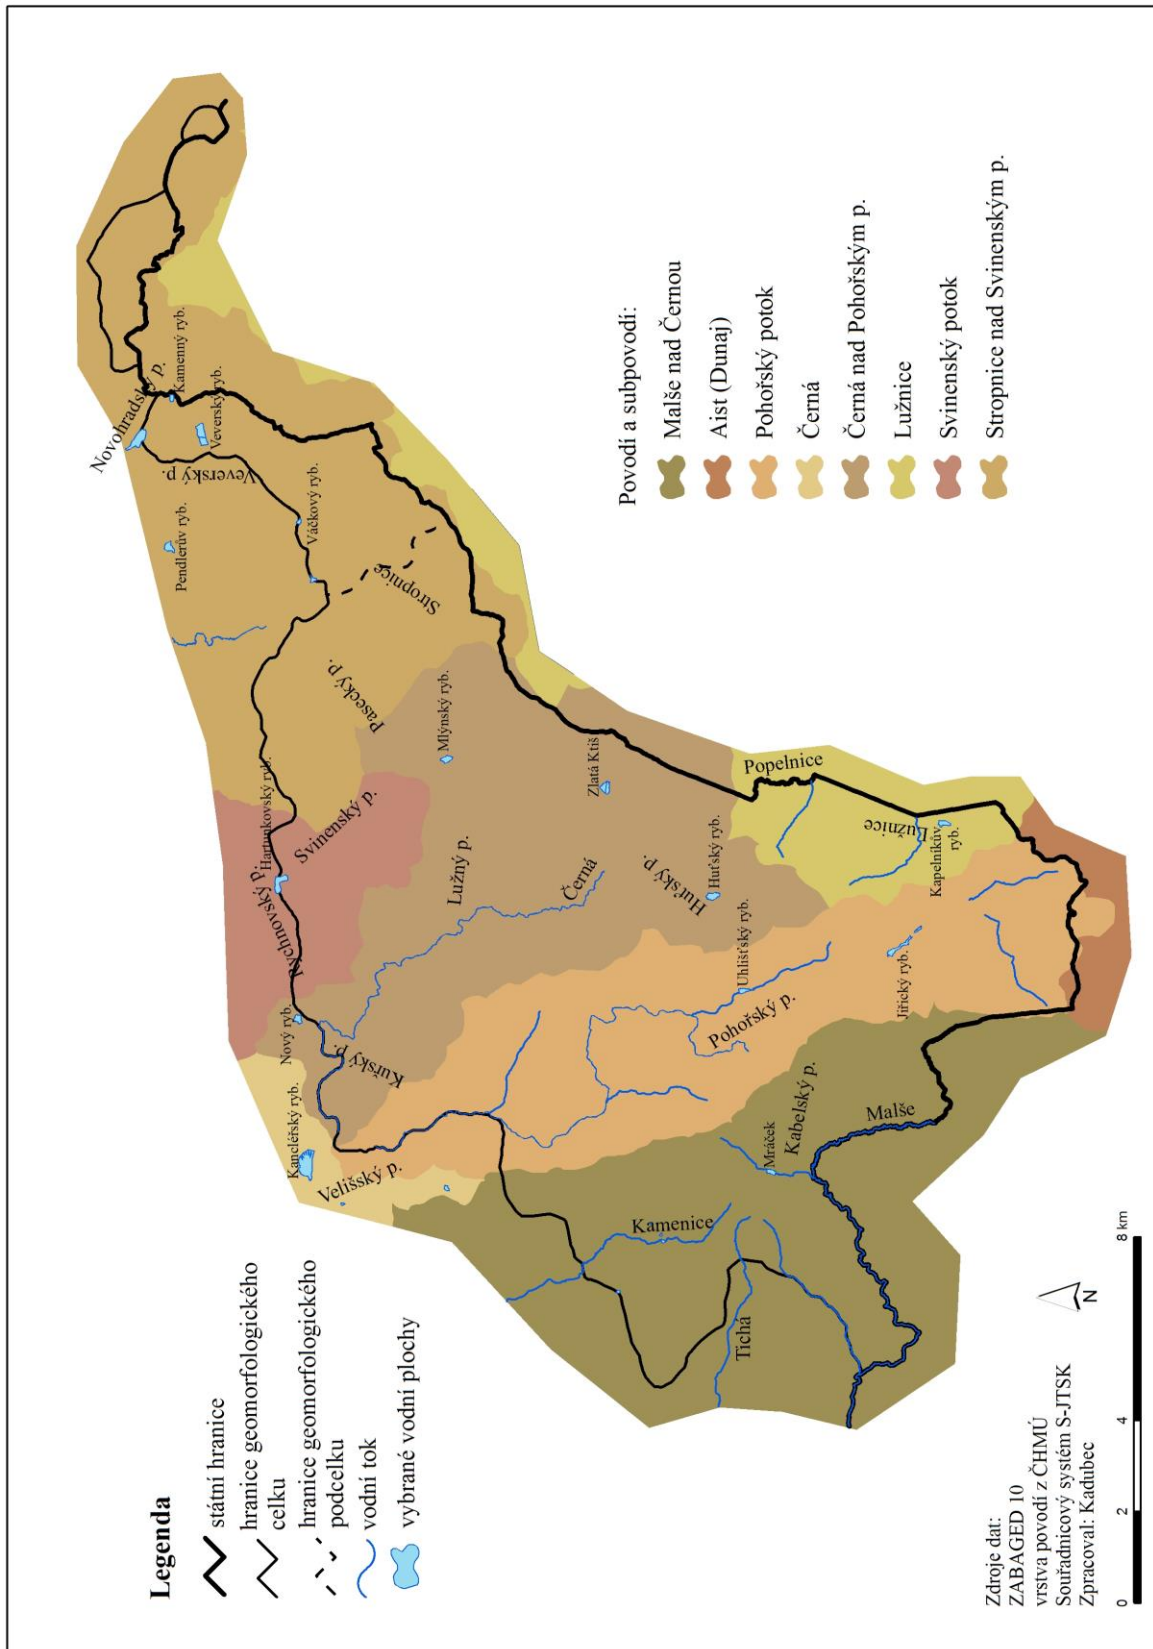 Legenda
státní hranice
hranice geomorfologického
celku
hranice geomorfologického
podcelku
vodní tok
vybrané vodní plochy
Povodí a subpovodí:
Malše nad Černou
Aist (Dunaj)
Pohořský potok
Černá
Černá nad Pohořským p.
Lužnice
Svinenský potok
Stropnice nad Svinenským p.
Novohradský p.
Kamenný ryb.
Veverský ryb.
Veverský p.
Pendlerův ryb.
Váčkový ryb.
Stropnice
Pasecký p.
Mlýnský ryb.
Zlatá Ktiš
Hartunkovský ryb.
Svinenský p.
Rychnovský p.
Lužný p.
Černá
Huťský p.
Huťský ryb.
Popelnice
Lužnice
Kapelníkův
ryb.
Nový ryb.
Kuřský p.
Kancléřský ryb.
Velišský p.
Uhlišťský ryb.
Pohořský p.
Jiřický ryb.
Kabelský p.
Mráček
Malše
Kamenice
Tichá
Zdroje dat:
ZABAGED 10
vrstva povodí z ČHMÚ
Souřadnicový systém S-JTSK
Zpracoval: Kadubec
N
0 2 4 8 km